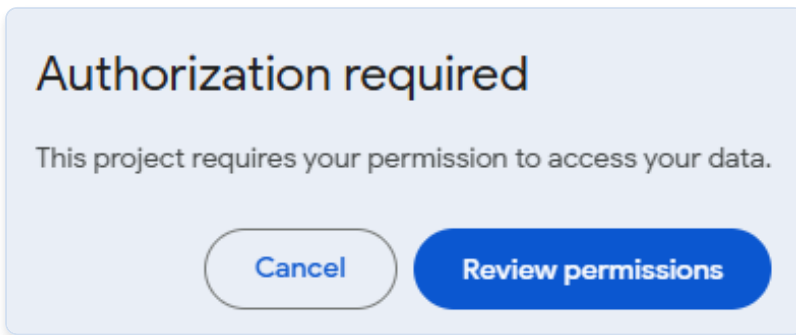 Authorization required
This project requires your permission to access your data.
Cancel
Review permissions